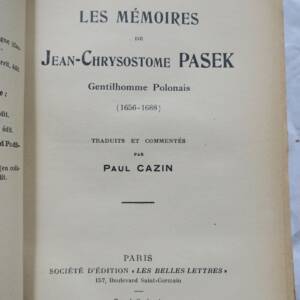 LES MÉMOIRES
DE
JEAN-CHRYSOSTOME PASEK
Gentilhomme Polonais
(1656-1688)
TRADUITS ET COMMENTÉS
PAR
PAUL CAZIN
PARIS
SOCIÉTÉ D'ÉDITION « LES BELLES LETTRES »
157, Boulevard Saint-Germain